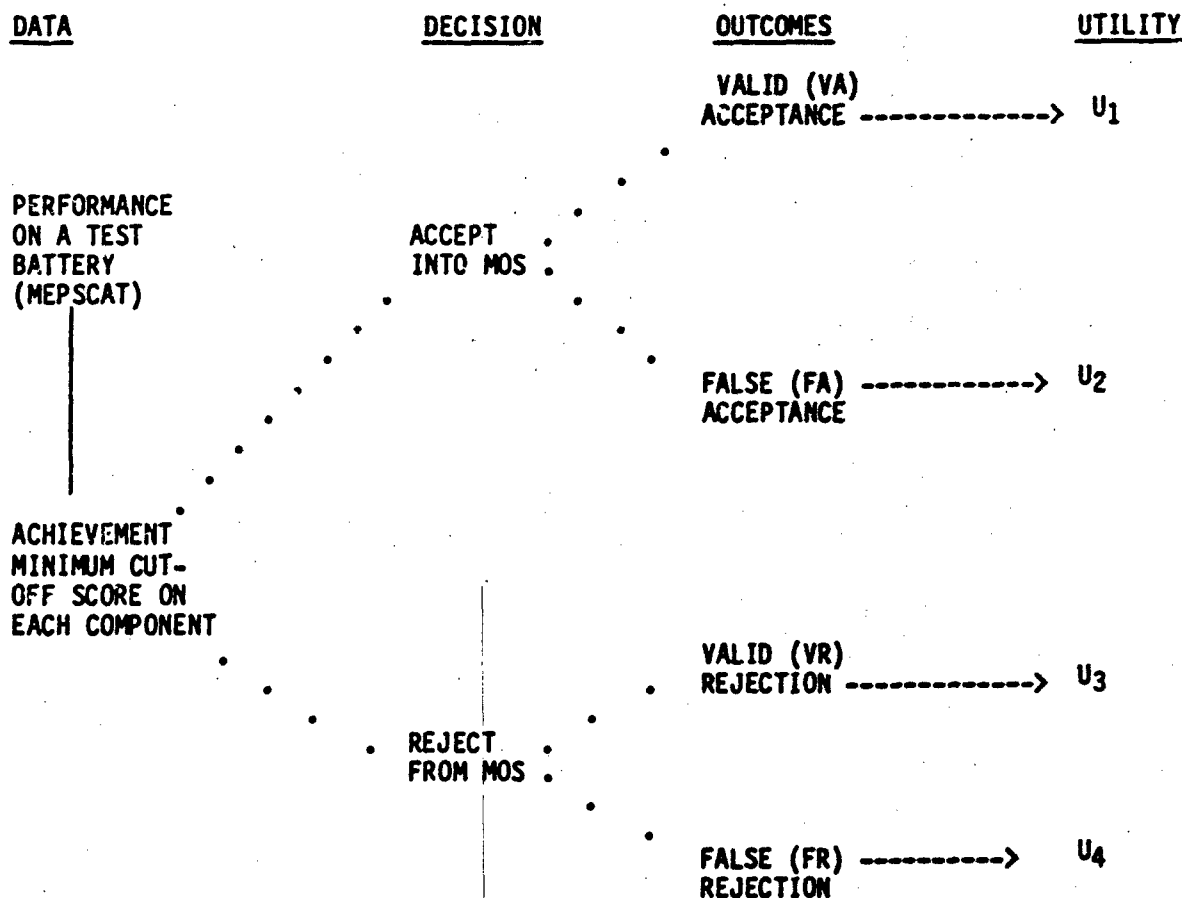 DATA DECISION OUTCOMES UTILITY
VALID (VA)
ACCEPTANCE -------------> U1
PERFORMANCE
ON A TEST
BATTERY
(MEPSCAT)
ACCEPT
INTO MOS
FALSE (FA) ------------> U2
ACCEPTANCE
ACHIEVEMENT
MINIMUM CUT-
OFF SCORE ON
EACH COMPONENT
VALID (VR)
REJECTION -------------> U3
REJECT
FROM MOS
FALSE (FR) ----------> U4
REJECTION